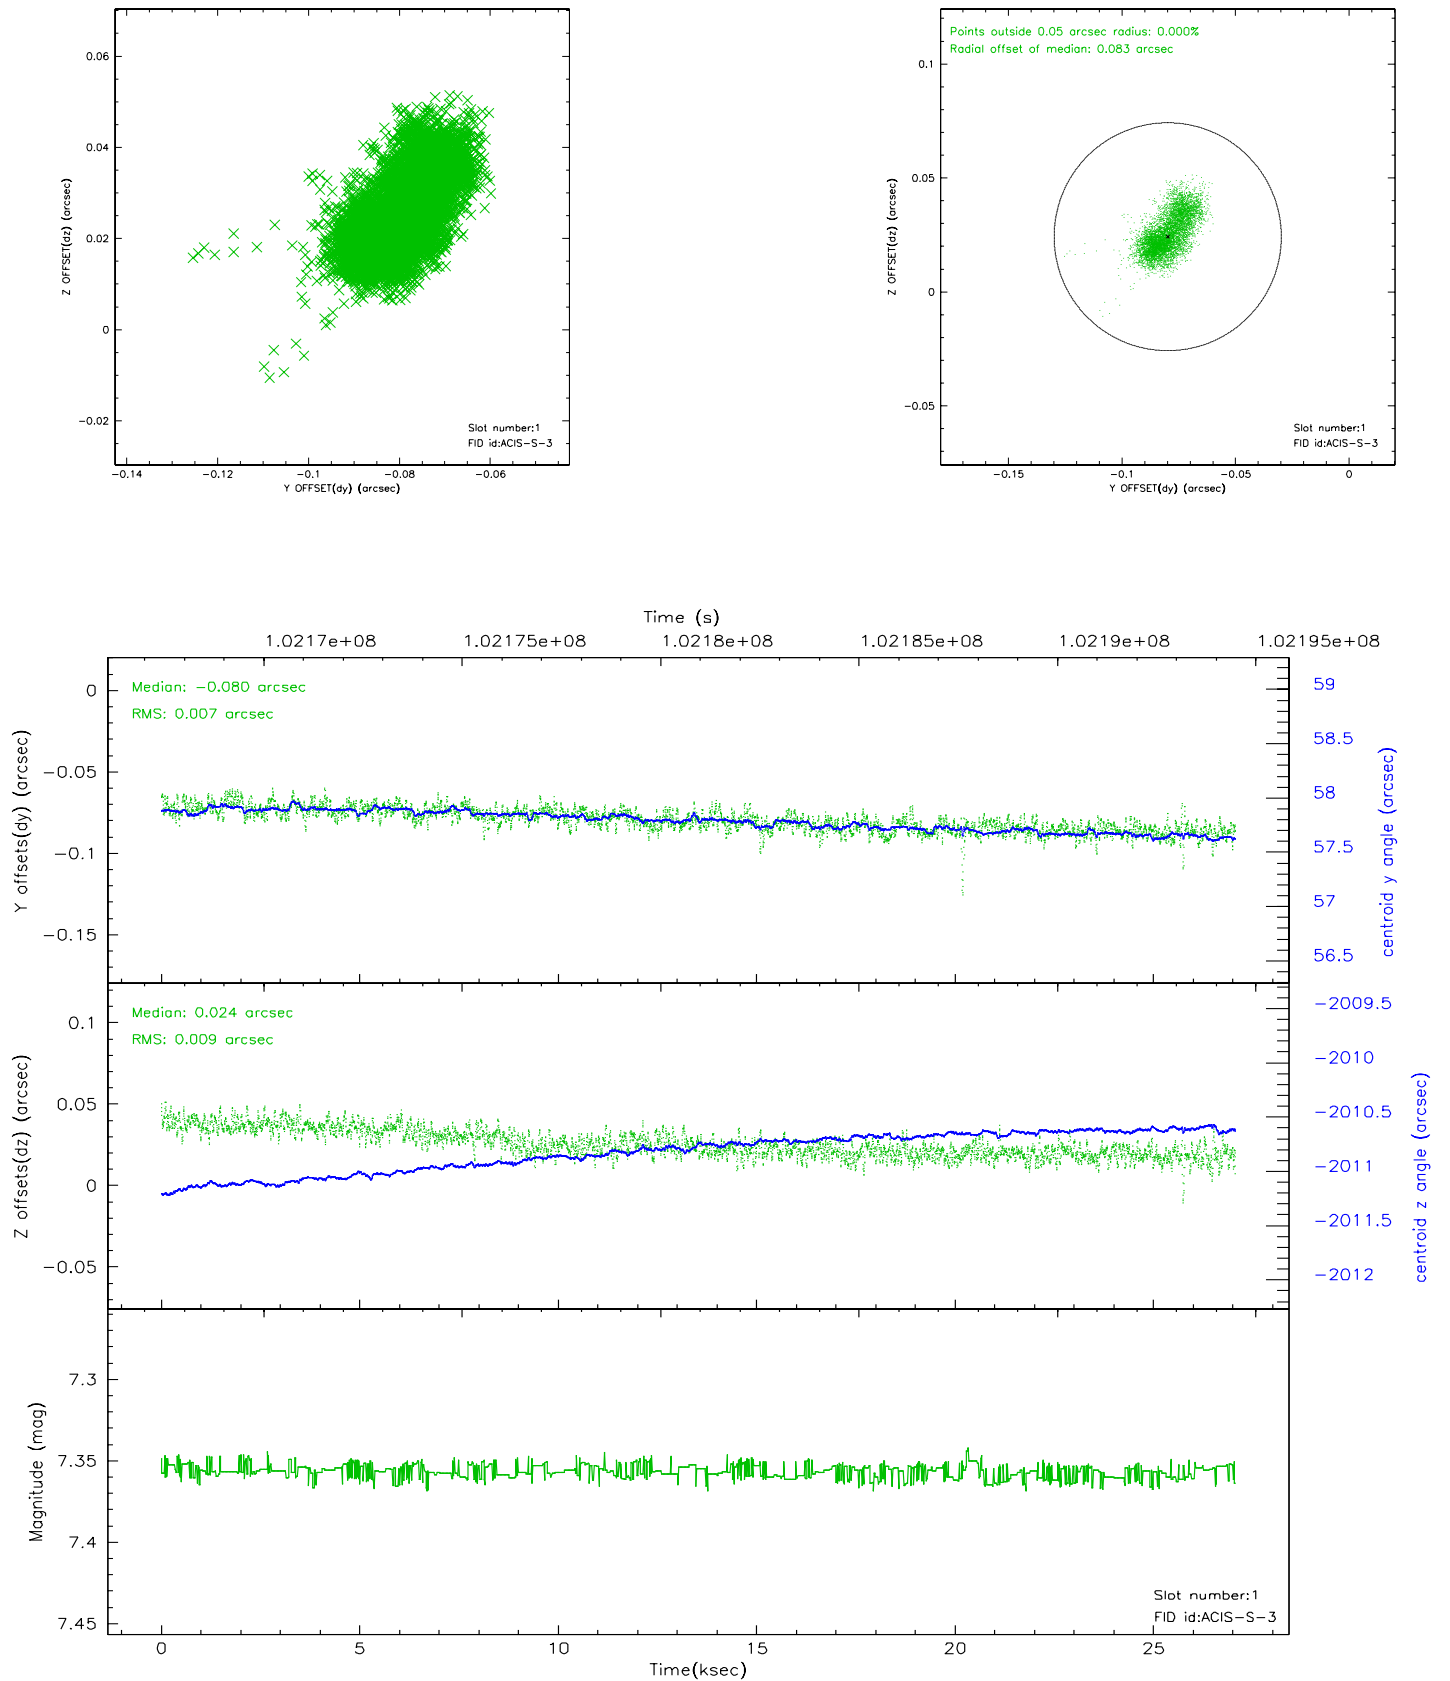 0.06
0.04
0.02
0
−0.02
Z OFFSET(dz) (arcsec)
Slot number:1
FID id:ACIS−S−3
−0.14 −0.12 −0.1 −0.08 −0.06
Y OFFSET(dy) (arcsec)
Points outside 0.05 arcsec radius: 0.000%
Radial offset of median: 0.083 arcsec
0.1
0.05
0
−0.05
Z OFFSET(dz) (arcsec)
Slot number:1
FID id:ACIS−S−3
−0.15 −0.1 −0.05 0
Y OFFSET(dy) (arcsec)
Time (s)
1.0217e+08 1.02175e+08 1.0218e+08 1.02185e+08 1.0219e+08 1.02195e+08
Median: −0.080 arcsec
RMS: 0.007 arcsec
0
−0.05
−0.1
−0.15
Y offsets(dy) (arcsec)
59
58.5
58
57.5
57
56.5
centroid y angle (arcsec)
Median: 0.024 arcsec
RMS: 0.009 arcsec
0.1
0.05
0
−0.05
Z offsets(dz) (arcsec)
−2009.5
−2010
−2010.5
−2011
−2011.5
−2012
centroid z angle (arcsec)
7.3
7.35
7.4
7.45
Magnitude (mag)
Slot number:1
FID id:ACIS−S−3
0 5 10 15 20 25
Time(ksec)